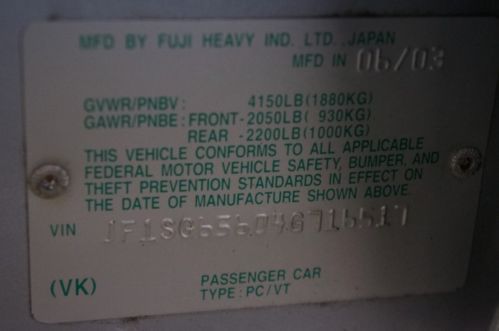 MFD BY FUJI HEAVY IND. LTD., JAPAN
MFD IN 06/03
GVWR/PNBV: 4150LB(1880KG)
GAWR/PNBE: FRONT-2050LB( 930KG)
REAR -2200LB(1000KG)
THIS VEHICLE CONFORMS TO ALL APPLICABLE
FEDERAL MOTOR VEHICLE SAFETY, BUMPER, AND
THEFT PREVENTION STANDARDS IN EFFECT ON
THE DATE OF MANUFACTURE SHOWN ABOVE.
VIN JF1SG65604G716517
(VK) PASSENGER CAR
TYPE: PC/VT